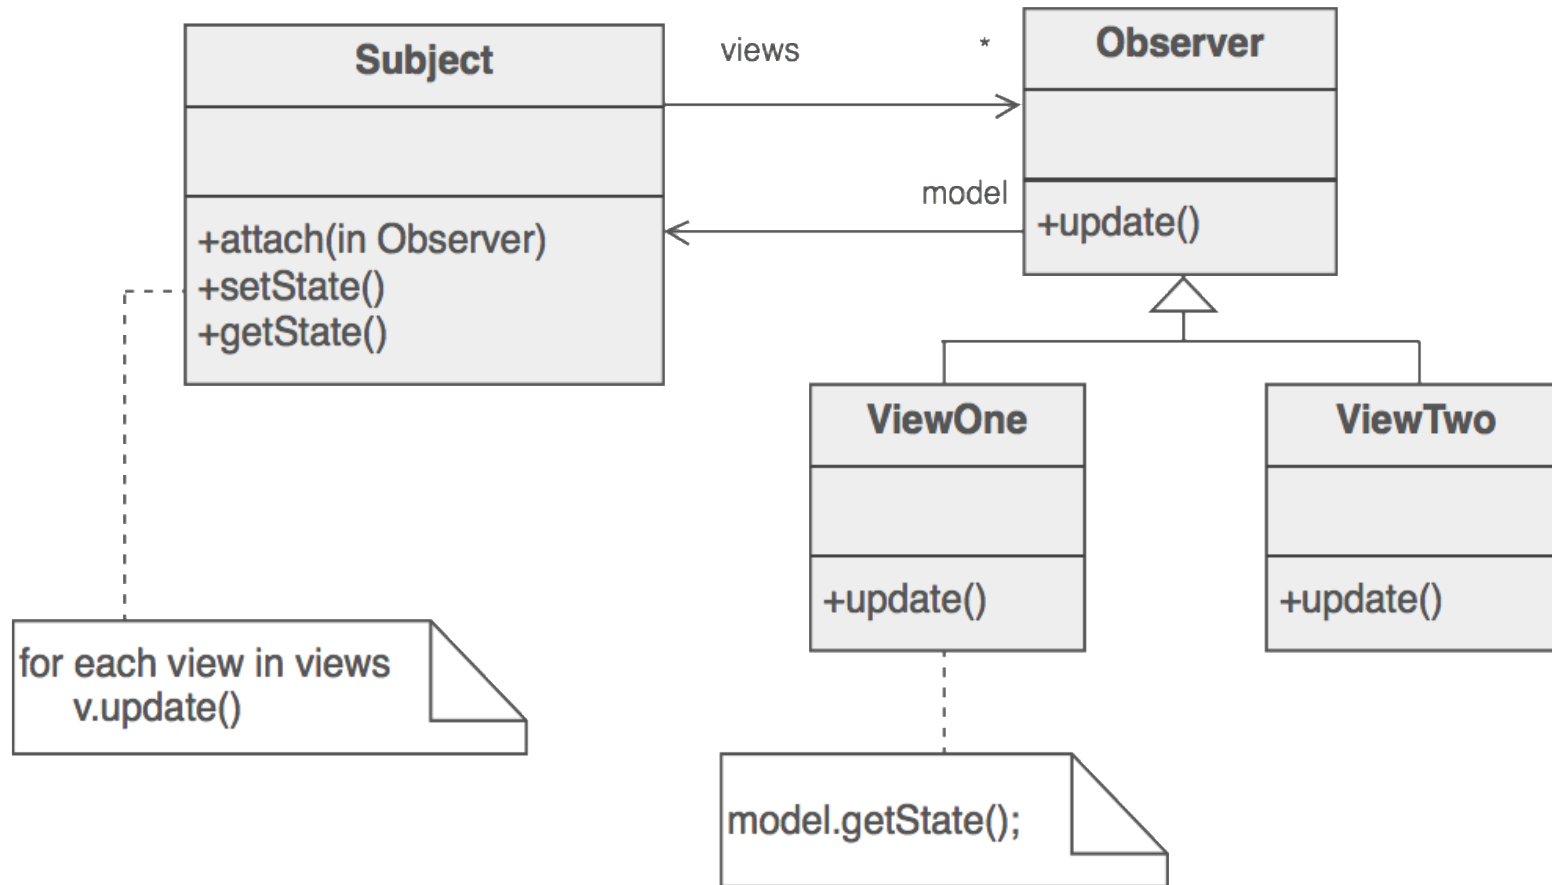 Subject
+attach(in Observer)
+setState()
+getState()
views
*
model
Observer
+update()
ViewOne
+update()
ViewTwo
+update()
for each view in views
v.update()
model.getState();